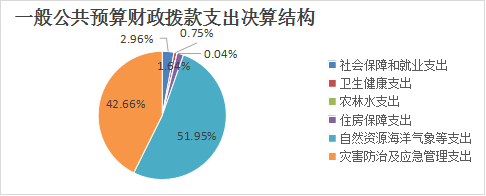 一般公共预算财政拨款支出决算结构
2.96%
0.75%
0.04%
1.64%
42.66%
51.95%
社会保障和就业支出
卫生健康支出
农林水支出
住房保障支出
自然资源海洋气象等支出
灾害防治及应急管理支出